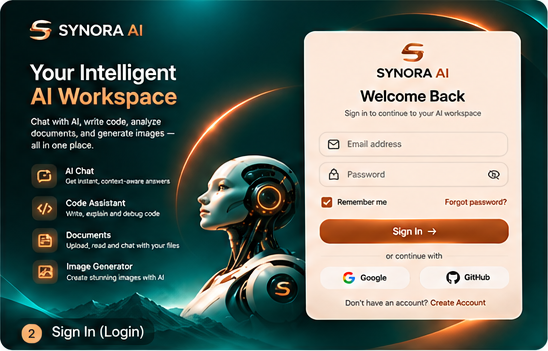 SYNORA AI
Your Intelligent
AI Workspace
Chat with AI, write code, analyze
documents, and generate images —
all in one place.
AI Chat
Get instant, context-aware answers
Code Assistant
Write, explain and debug code
Documents
Upload, read and chat with your files
Image Generator
Create stunning images with AI
S
2 Sign In (Login)
SYNORA AI
Welcome Back
Sign in to continue to your AI workspace
Email address
Password
Remember me Forgot password?
Sign In →
or continue with
Google GitHub
Don't have an account? Create Account